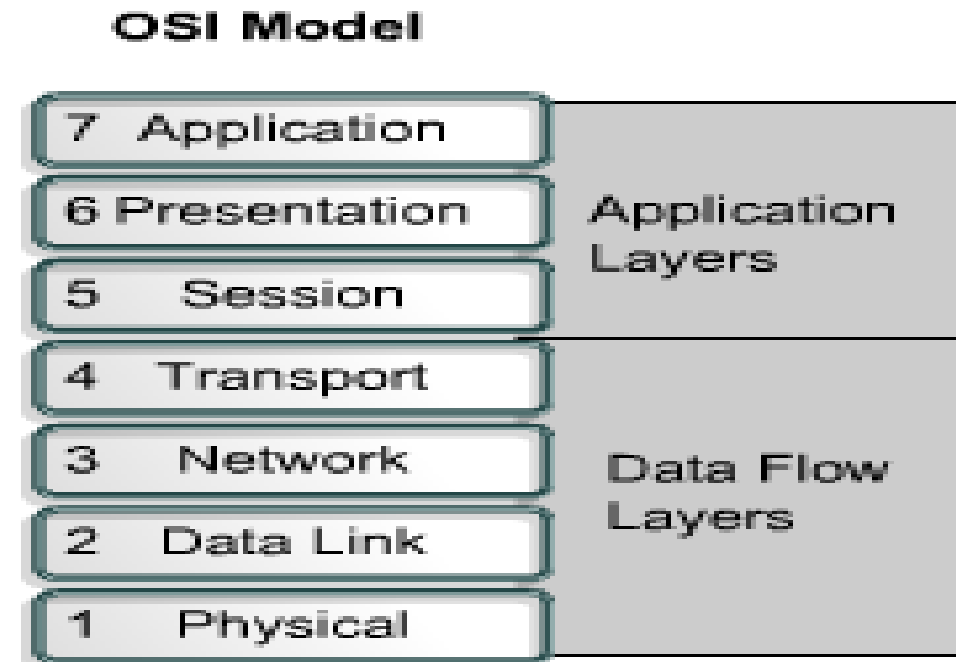 OSI Model
7 Application
6 Presentation
5 Session
Application
Layers
4 Transport
3 Network
2 Data Link
1 Physical
Data Flow
Layers